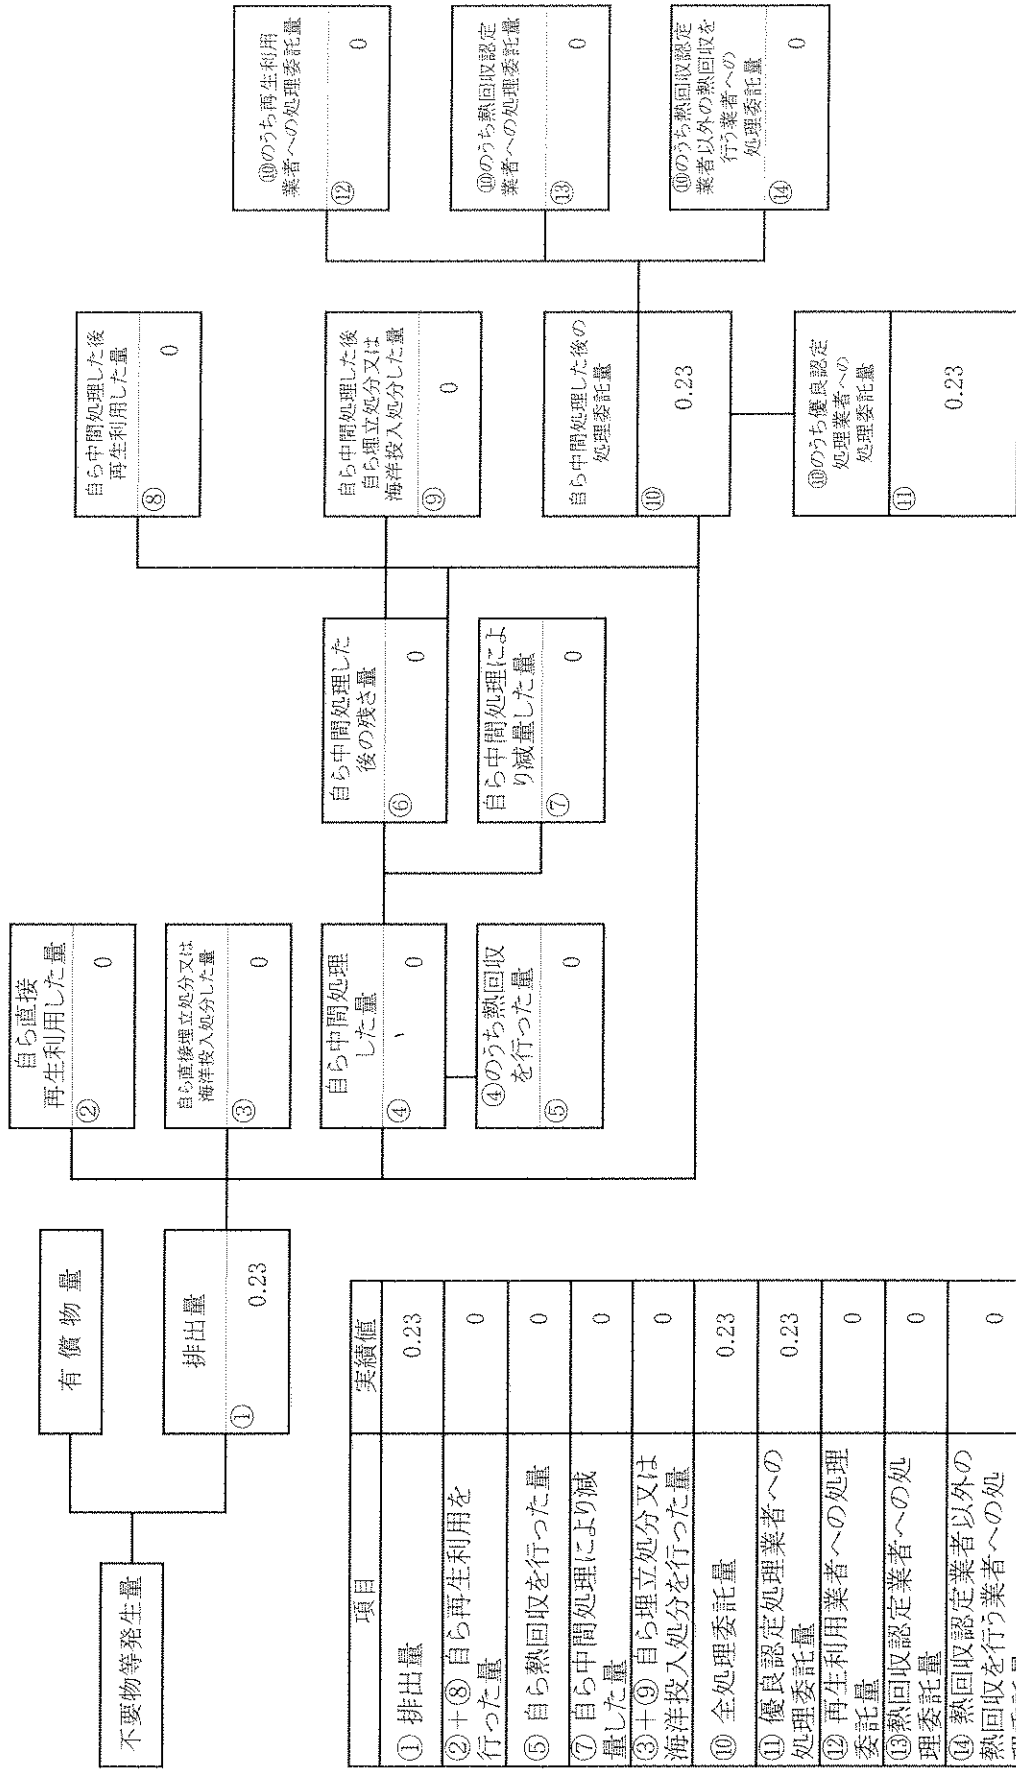 不要物等発生量
有償物量
排出量
① 0.23
自ら直接
再生利用した量
② 0
自ら直接埋立処分又は
海洋投入処分した量
③ 0
自ら中間処理
した量
④ 0
④のうち熱回収
を行った量
⑤ 0
自ら中間処理した
後の残さ量
⑥ 0
自ら中間処理によ
り減量した量
⑦ 0
自ら中間処理した後
再生利用した量
⑧ 0
自ら中間処理した後
自ら埋立処分又は
海洋投入処分した量
⑨ 0
自ら中間処理した後の
処理委託量
⑩ 0.23
⑩のうち優良認定
処理業者への
処理委託量
⑪ 0.23
⑩のうち再生利用
業者への処理委託量
⑫ 0
⑩のうち熱回収認定
業者への処理委託量
⑬ 0
⑩のうち熱回収認定
業者以外の熱回収を
行う業者への
処理委託量
⑭ 0
項目 実績値
①排出量 0.23
②+⑧ 自ら再生利用を
行った量 0
⑤ 自ら熱回収を行った量 0
⑦ 自ら中間処理により減
量した量 0
③+⑨ 自ら埋立処分又は
海洋投入処分を行った量 0
⑩ 全処理委託量 0.23
⑪ 優良認定処理業者への
処理委託量 0.23
⑫ 再生利用業者への処理
委託量 0
⑬熱回収認定業者への処
理委託量 0
⑭ 熱回収認定業者以外の
熱回収を行う業者への処 0